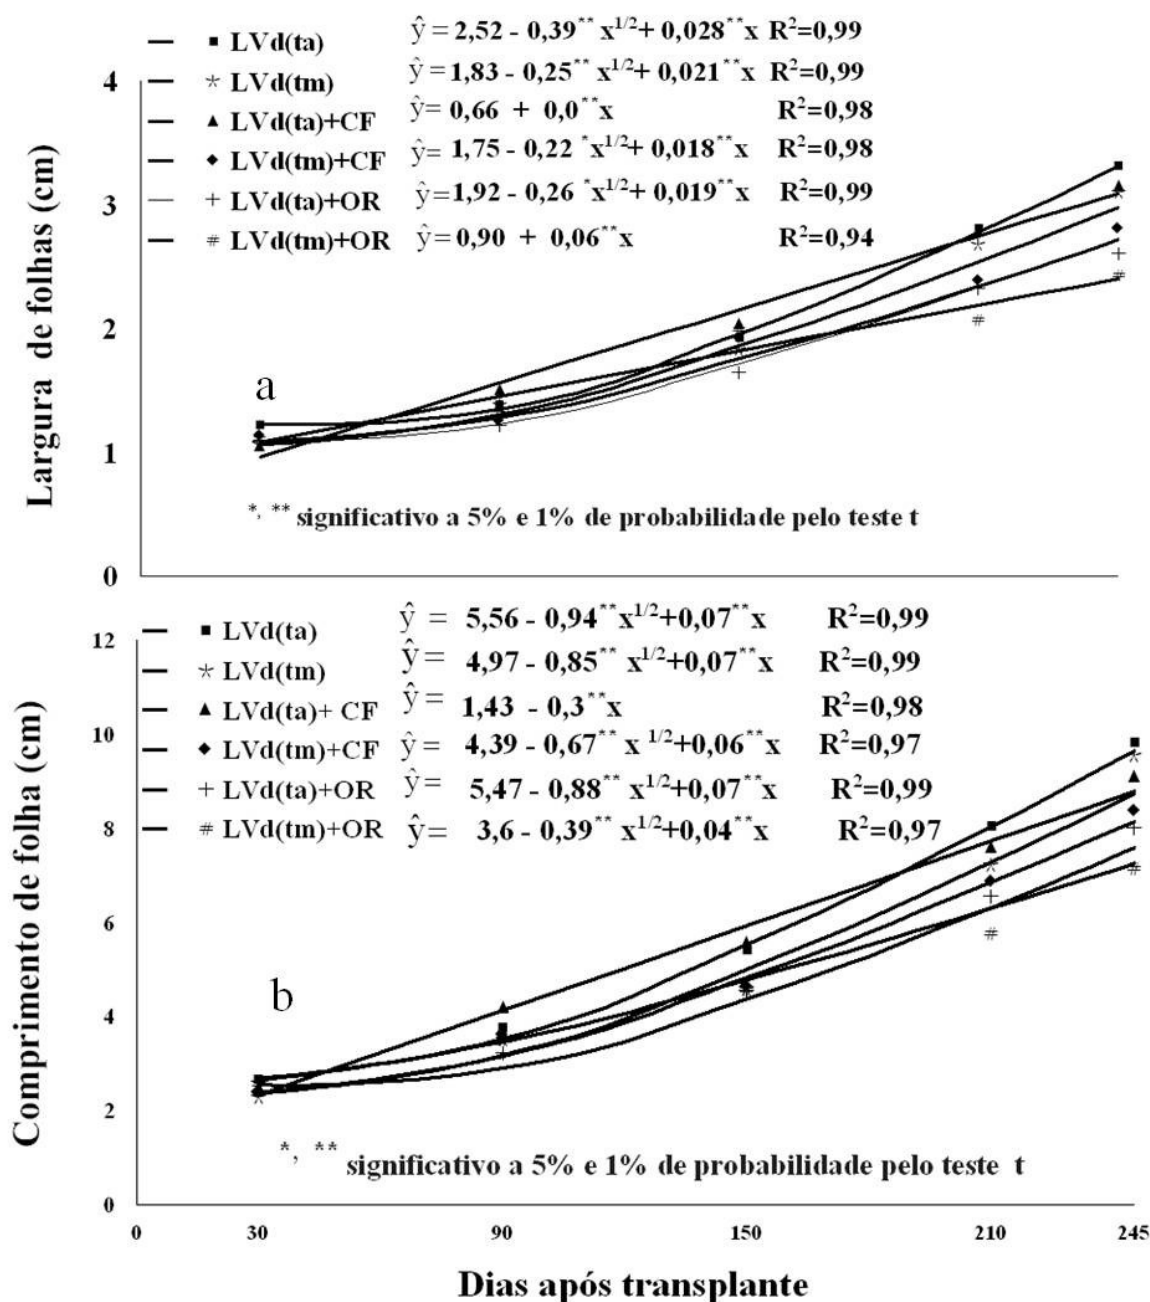 LVd(ta) ŷ = 2,52 - 0,39** x^1/2 + 0,028** x R²=0,99
LVd(tm) ŷ = 1,83 - 0,25** x^1/2 + 0,021** x R²=0,99
LVd(ta)+CF ŷ = 0,66 + 0,0** x R²=0,98
LVd(tm)+CF ŷ = 1,75 - 0,22 * x^1/2 + 0,018** x R²=0,98
LVd(ta)+OR ŷ = 1,92 - 0,26 * x^1/2 + 0,019** x R²=0,99
LVd(tm)+OR ŷ = 0,90 + 0,06** x R²=0,94
Largura de folhas (cm)
4
3
2
1
0
a
*, ** significativo a 5% e 1% de probabilidade pelo teste t
LVd(ta) ŷ = 5,56 - 0,94** x^1/2+0,07** x R²=0,99
LVd(tm) ŷ = 4,97 - 0,85** x^1/2+0,07** x R²=0,99
LVd(ta)+ CF ŷ = 1,43 - 0,3** x R²=0,98
LVd(tm)+CF ŷ = 4,39 - 0,67** x^1/2+0,06** x R²=0,97
LVd(ta)+OR ŷ = 5,47 - 0,88** x^1/2+0,07** x R²=0,99
LVd(tm)+OR ŷ = 3,6 - 0,39** x^1/2+0,04** x R²=0,97
Comprimento de folha (cm)
12
10
8
6
4
2
0
b
*, ** significativo a 5% e 1% de probabilidade pelo teste t
0 30 90 150 210 245
Dias após transplante